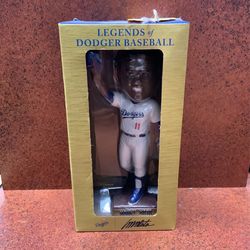 LEGENDS of
DODGER BASEBALL
Dodgers
11